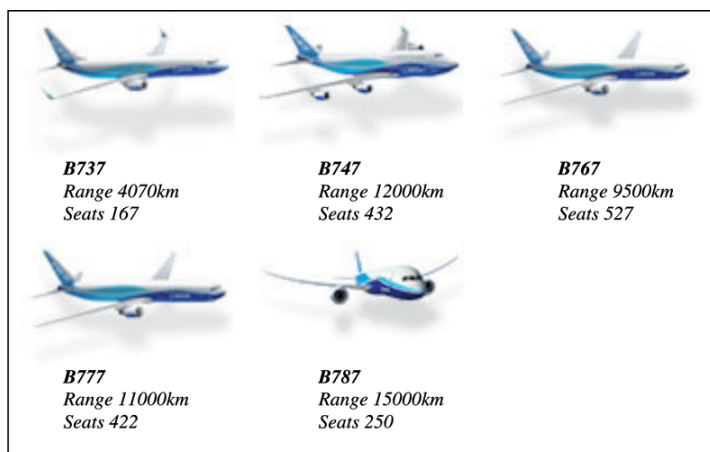 B737
Range 4070km
Seats 167
B747
Range 12000km
Seats 432
B767
Range 9500km
Seats 527
B777
Range 11000km
Seats 422
B787
Range 15000km
Seats 250